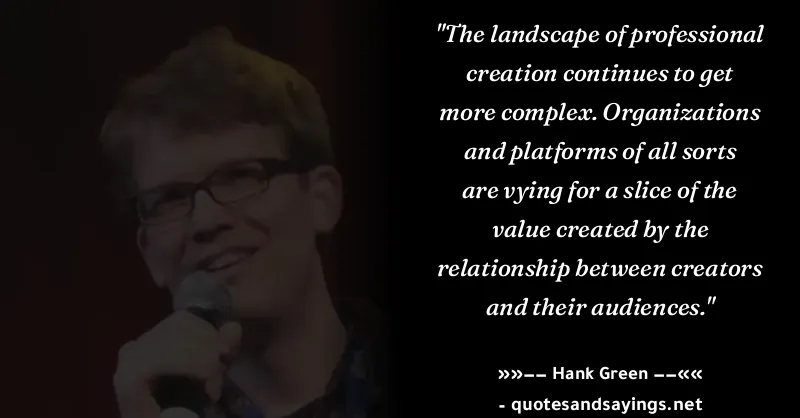 "The landscape of professional
creation continues to get
more complex. Organizations
and platforms of all sorts
are vying for a slice of the
value created by the
relationship between creators
and their audiences."
»»–– Hank Green ––««
- quotesandsayings.net